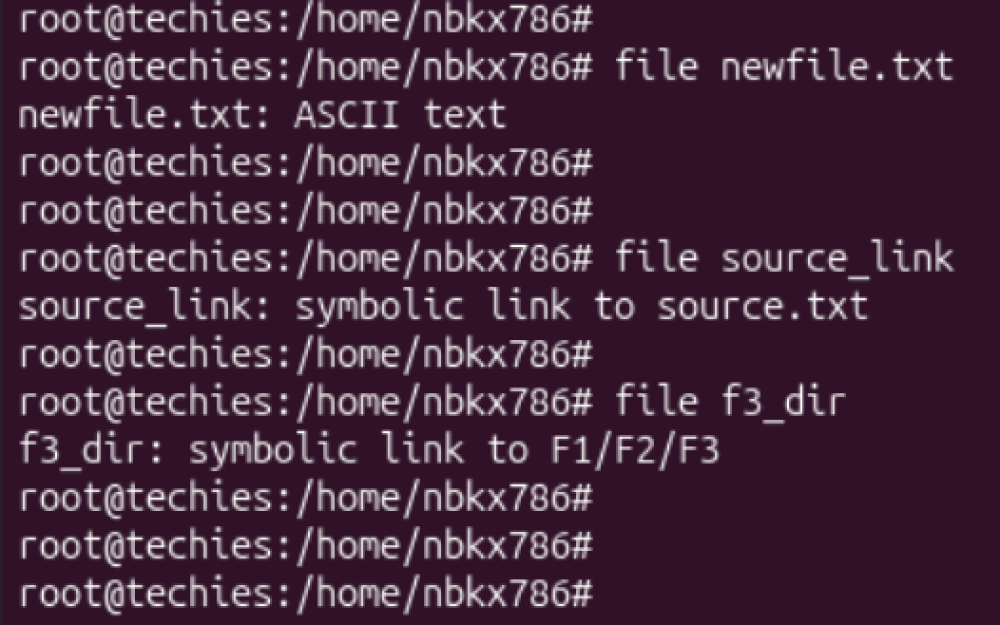 root@techies:/home/nbkx786#
root@techies:/home/nbkx786# file newfile.txt
newfile.txt: ASCII text
root@techies:/home/nbkx786#
root@techies:/home/nbkx786#
root@techies:/home/nbkx786# file source_link
source_link: symbolic link to source.txt
root@techies:/home/nbkx786#
root@techies:/home/nbkx786# file f3_dir
f3_dir: symbolic link to F1/F2/F3
root@techies:/home/nbkx786#
root@techies:/home/nbkx786#
root@techies:/home/nbkx786#